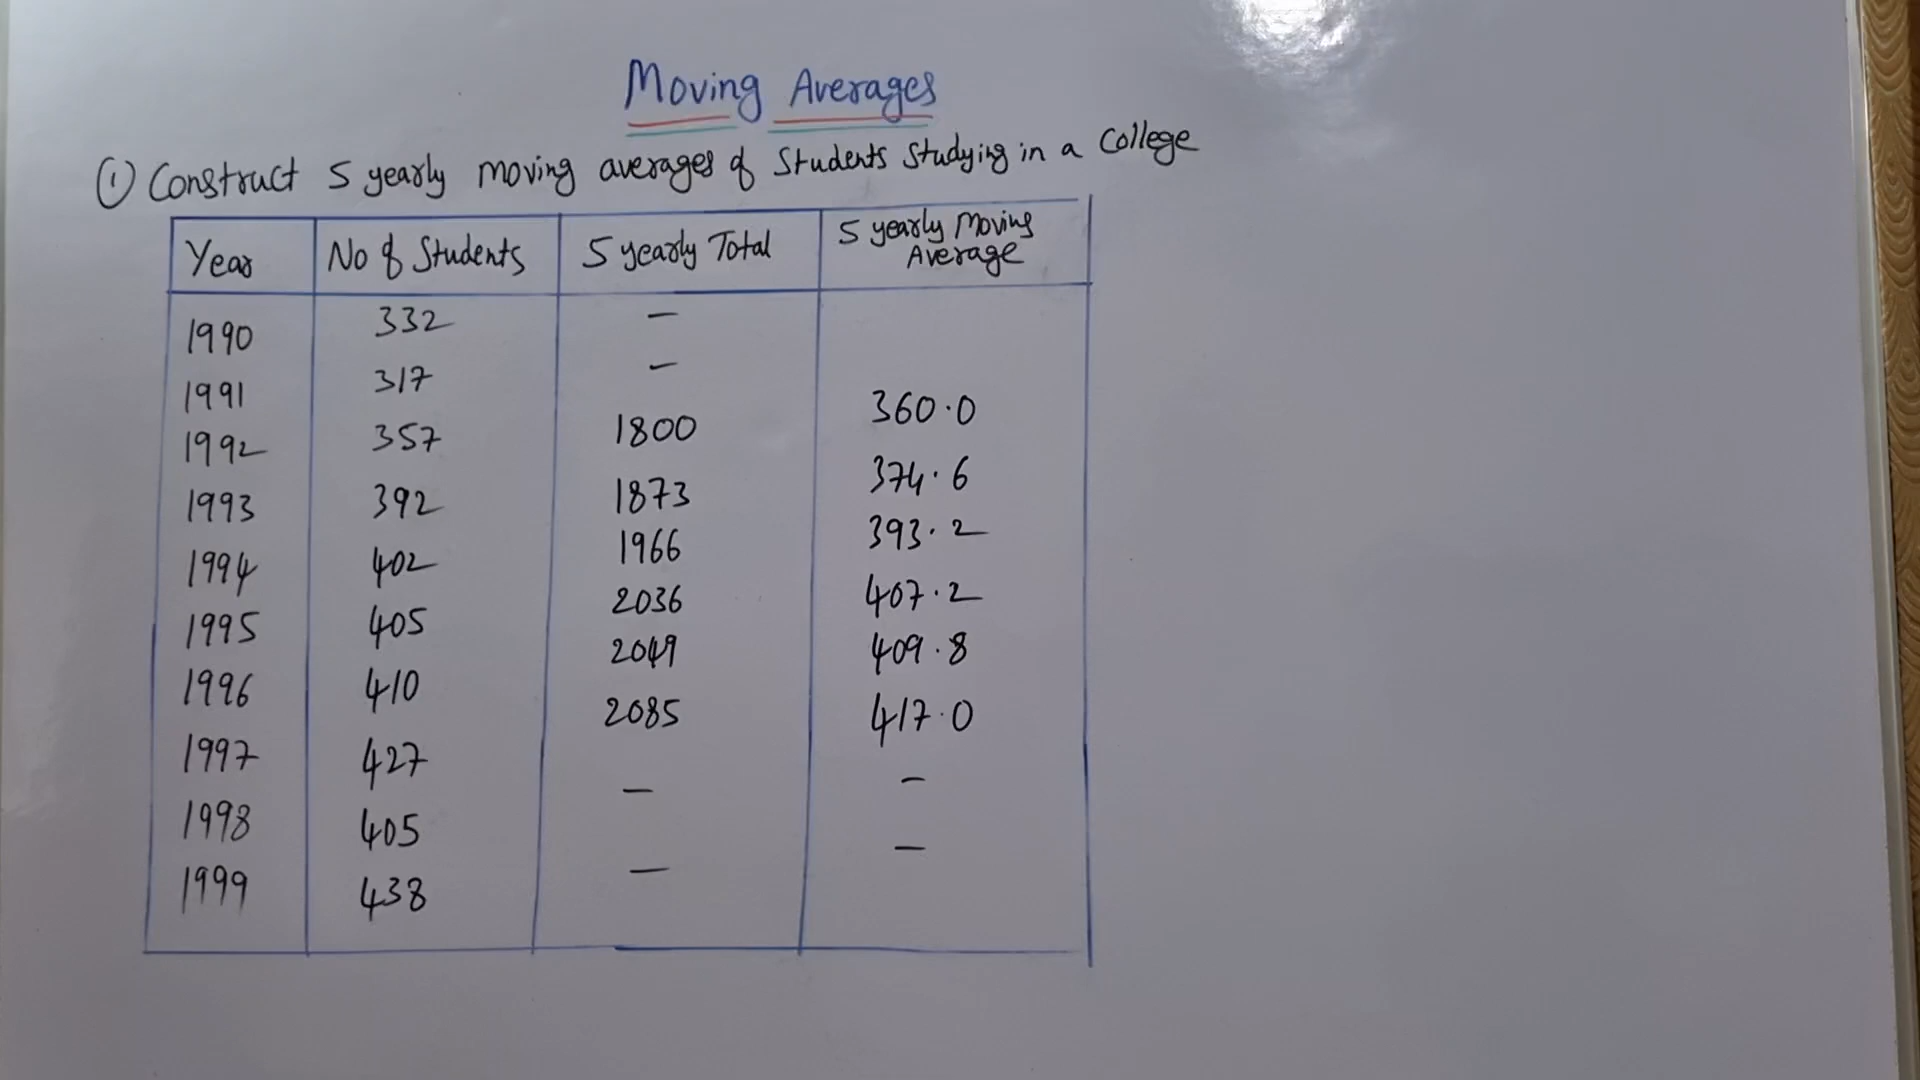 Moving Averages
① Construct 5 yearly moving averages of Students Studying in a College
Year No of Students 5 yearly Total 5 yearly Moving Average
1990 332 –
1991 317 –
1992 357 1800 360.0
1993 392 1873 374.6
1994 402 1966 393.2
1995 405 2036 407.2
1996 410 2049 409.8
1997 427 2085 417.0
1998 405 – –
1999 438 – –